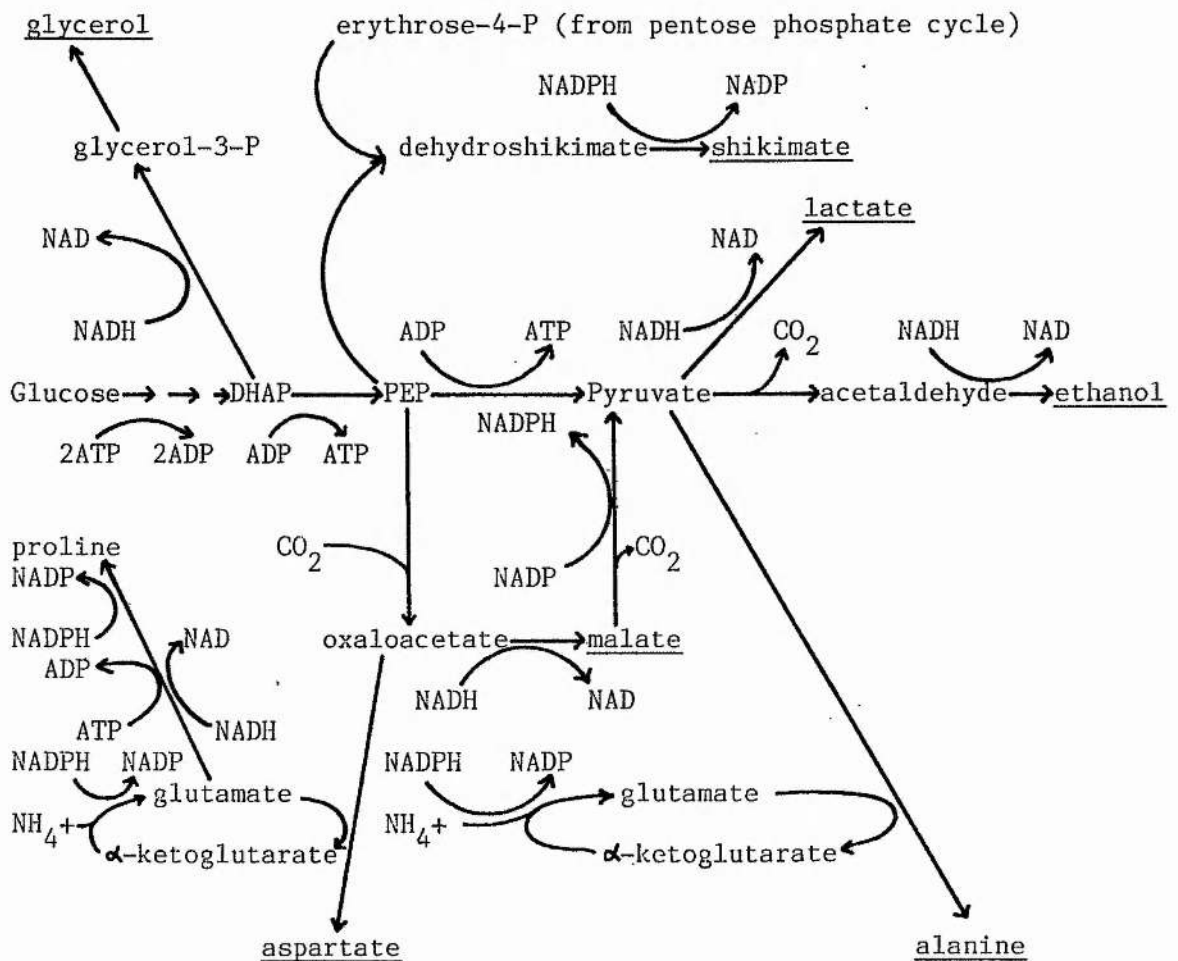 glycerol
erythrose-4-P (from pentose phosphate cycle)
NADPH NADP
glycerol-3-P
dehydroshikimate shikimate
lactate
NAD
NAD
NADH
ADP ATP NADH CO2 NADH NAD
Glucose DHAP PEP Pyruvate acetaldehyde ethanol
NADPH
2ATP 2ADP ADP ATP
proline
NADP
CO2
NADP
CO2
NADPH NAD
oxaloacetate malate
ADP
NADH NAD
ATP NADH
NADPH NADP
NADPH NADP
glutamate
glutamate
NH4+
NH4+
α-ketoglutarate
α-ketoglutarate
aspartate
alanine